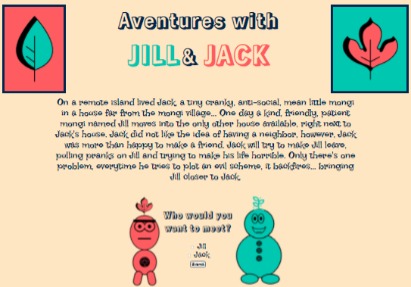 Aventures with
JILL & JACK
On a remote island lived Jack, a tiny cranky, anti-social, mean little mongi
in a house far from the mongi village... One day a kind, friendly, patient
mongi named Jill moves into the only other house available, right next to
Jack's house. Jack did not like the idea of having a neighbor, however, Jack
was more than happy to make a friend. Jack will try to make Jill leave,
pulling pranks on Jill and trying to make his life horrible. Only there's one
problem, everytime he tries to plot an evil scheme, it backfires... bringing
Jill closer to Jack.
Who would you
want to meet?
Jill
Jack